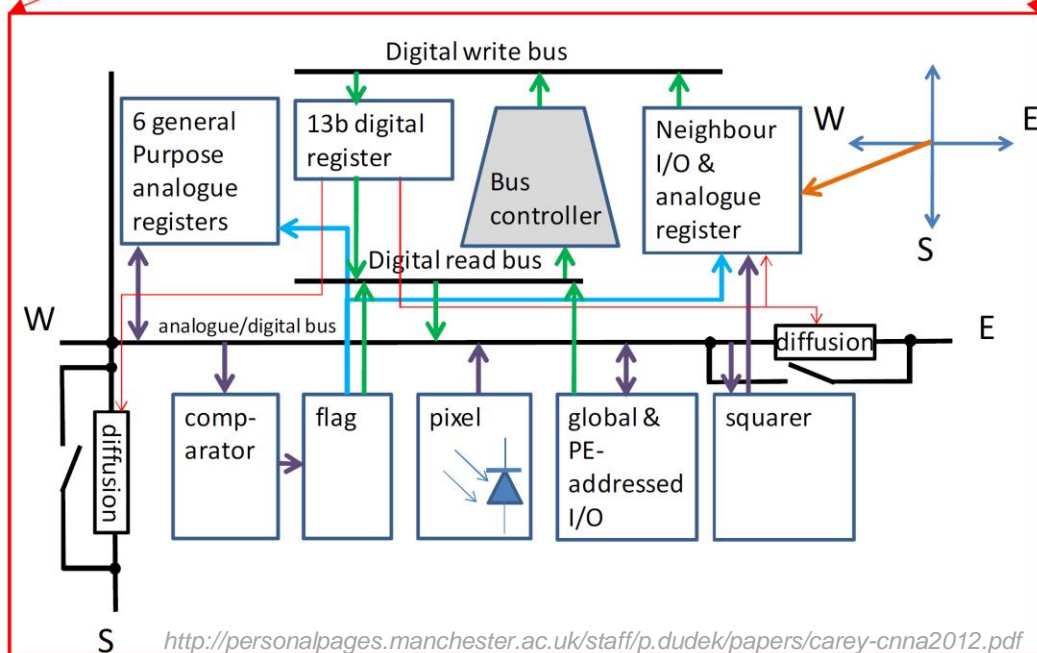 Digital write bus
6 general
Purpose
analogue
registers
13b digital
register
Bus
controller
Neighbour
I/O &
analogue
register
W
E
S
Digital read bus
W
analogue/digital bus
diffusion
E
comp-
arator
flag
pixel
global &
PE-
addressed
I/O
squarer
diffusion
S
http://personalpages.manchester.ac.uk/staff/p.dudek/papers/carey-cnna2012.pdf